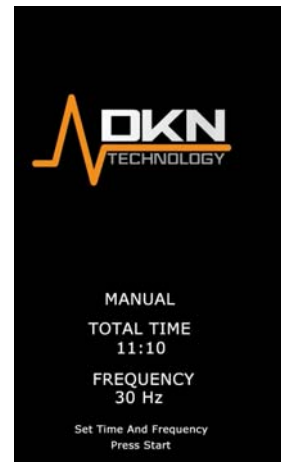 DKN
TECHNOLOGY
MANUAL
TOTAL TIME
11:10
FREQUENCY
30 Hz
Set Time And Frequency
Press Start